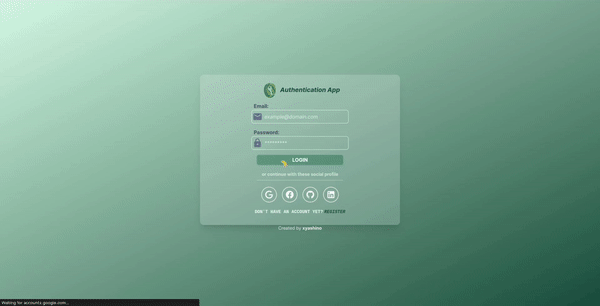 Authentication App
Email:
example@domain.com
Password:
LOGIN
or continue with these social profile
DON'T HAVE AN ACCOUNT YET? REGISTER
Created by
Waiting for accounts.google.com...